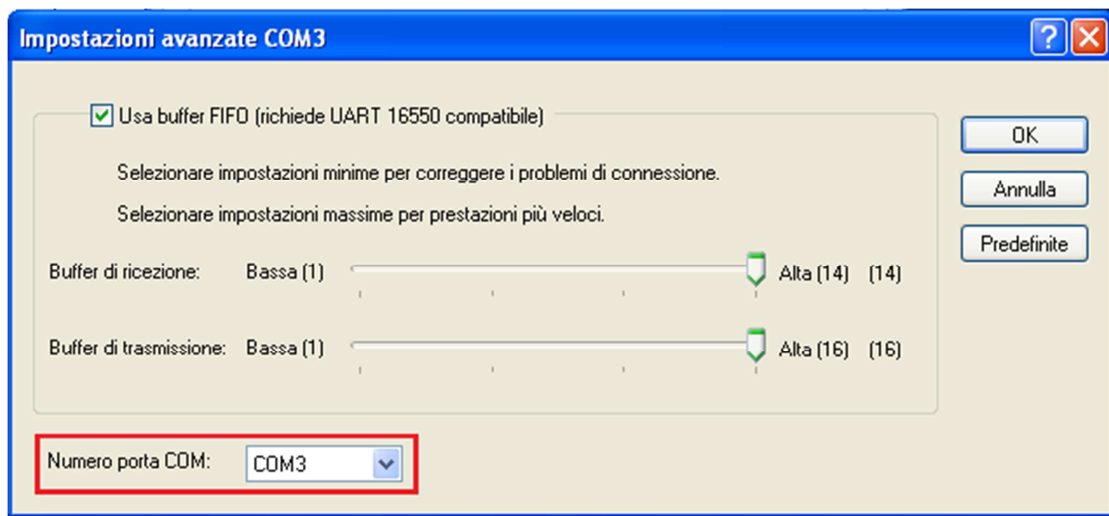 Impostazioni avanzate COM3
Usa buffer FIFO (richiede UART 16550 compatibile)
OK
Selezionare impostazioni minime per correggere i problemi di connessione.
Annulla
Selezionare impostazioni massime per prestazioni più veloci.
Predefinite
Buffer di ricezione: Bassa (1) Alta (14) (14)
Buffer di trasmissione: Bassa (1) Alta (16) (16)
Numero porta COM: COM3